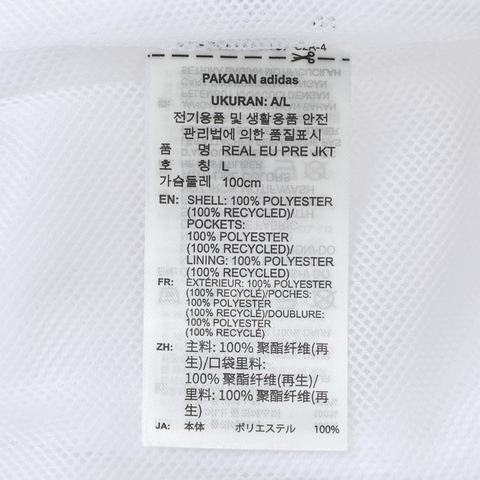 PAKAIAN adidas
UKURAN: A/L
전기용품 및 생활용품 안전
관리법에 의한 품질표시
품 명 REAL EU PRE JKT
호 칭 L
가슴둘레 100cm
EN: SHELL: 100% POLYESTER
(100% RECYCLED)/
POCKETS:
100% POLYESTER
(100% RECYCLED)/
LINING: 100% POLYESTER
(100% RECYCLED)
FR: EXTÉRIEUR: 100% POLYESTER
(100% RECYCLÉ)/POCHES:
100% POLYESTER
(100% RECYCLÉ)/DOUBLURE:
100% POLYESTER
(100% RECYCLÉ)
ZH: 主料: 100% 聚酯纤维(再
生)/口袋里料:
100% 聚酯纤维(再生)/
里料: 100% 聚酯纤维(再
生)
JA: 本体 ポリエステル 100%